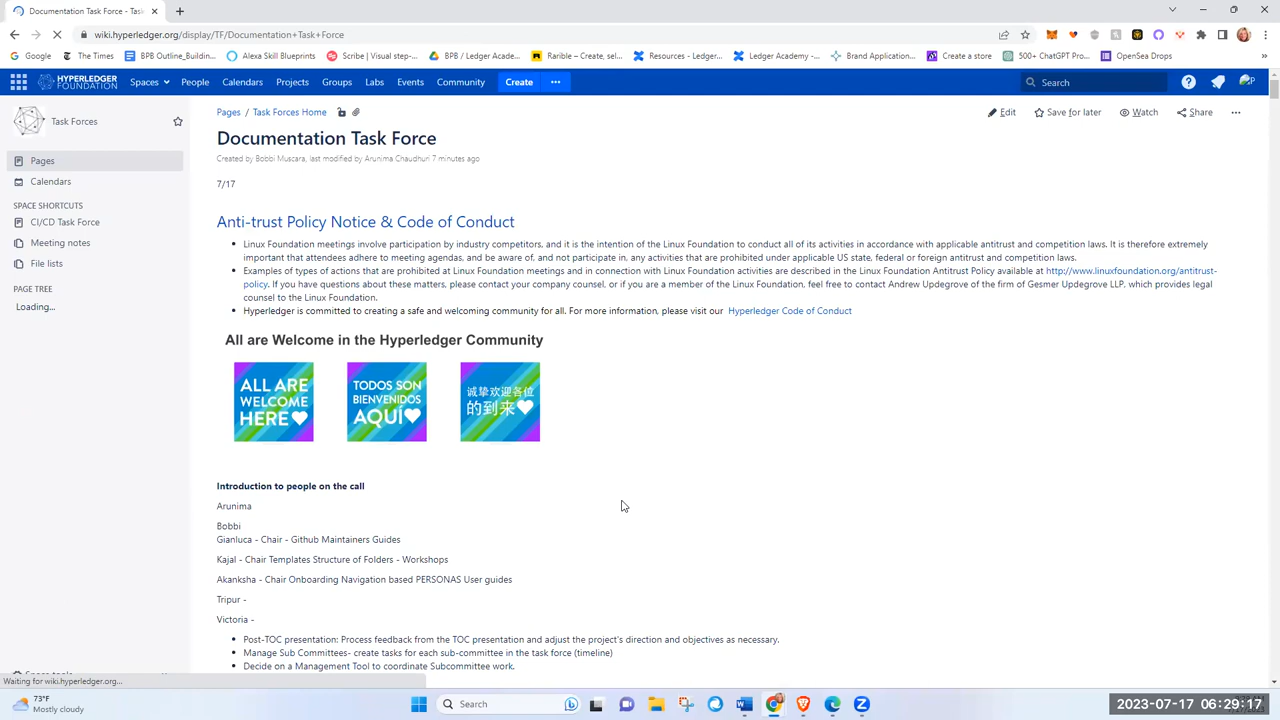 Documentation Task Force - Tas
wiki.hyperledger.org/display/TF/Documentation+Task+Force
Google
The Times
BPB Outline_Building...
Alexa Skill Blueprints
Scribe | Visual step-...
BPB / Ledger Acade...
Rarible – Create, sel...
Resources - Ledger...
Ledger Academy -...
Brand Application...
Create a store
500+ ChatGPT Pro...
OpenSea Drops
HYPERLEDGER
FOUNDATION
Spaces
People
Calendars
Projects
Groups
Labs
Events
Community
Create
Search
Task Forces
Pages
Calendars
SPACE SHORTCUTS
CI/CD Task Force
Meeting notes
File lists
PAGE TREE
Loading...
Pages / Task Forces Home
Edit
Save for later
Watch
Share
Documentation Task Force
Created by Bobbi Muscara, last modified by Arunima Chaudhuri 7 minutes ago
7/17
Anti-trust Policy Notice & Code of Conduct
Linux Foundation meetings involve participation by industry competitors, and it is the intention of the Linux Foundation to conduct all of its activities in accordance with applicable antitrust and competition laws. It is therefore extremely
important that attendees adhere to meeting agendas, and be aware of, and not participate in, any activities that are prohibited under applicable US state, federal or foreign antitrust and competition laws.
Examples of types of actions that are prohibited at Linux Foundation meetings and in connection with Linux Foundation activities are described in the Linux Foundation Antitrust Policy available at http://www.linuxfoundation.org/antitrust-
policy. If you have questions about these matters, please contact your company counsel, or if you are a member of the Linux Foundation, feel free to contact Andrew Updegrove of the firm of Gesmer Updegrove LLP, which provides legal
counsel to the Linux Foundation.
Hyperledger is committed to creating a safe and welcoming community for all. For more information, please visit our Hyperledger Code of Conduct
All are Welcome in the Hyperledger Community
ALL ARE
WELCOME
HERE
TODOS SON
BIENVENIDOS
AQUÍ
诚挚欢迎各位
的到来
Introduction to people on the call
Arunima
Bobbi
Gianluca - Chair - Github Maintainers Guides
Kajal - Chair Templates Structure of Folders - Workshops
Akanksha - Chair Onboarding Navigation based PERSONAS User guides
Tripur -
Victoria -
Post-TOC presentation: Process feedback from the TOC presentation and adjust the project's direction and objectives as necessary.
Manage Sub Committees- create tasks for each sub-committee in the task force (timeline)
Decide on a Management Tool to coordinate Subcommittee work.
Waiting for wiki.hyperledger.org...
73°F
Mostly cloudy
Search
2023-07-17 06:29:17